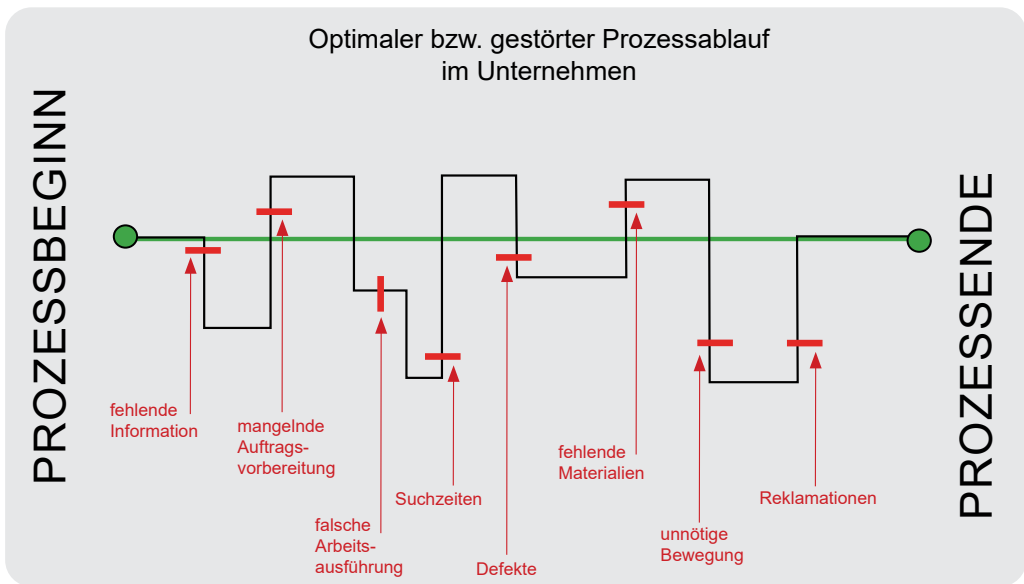 Optimaler bzw. gestörter Prozessablauf
im Unternehmen
PROZESSBEGINN
PROZESSENDE
fehlende
Information
mangelnde
Auftrags-
vorbereitung
falsche
Arbeits-
ausführung
Suchzeiten
Defekte
fehlende
Materialien
unnötige
Bewegung
Reklamationen